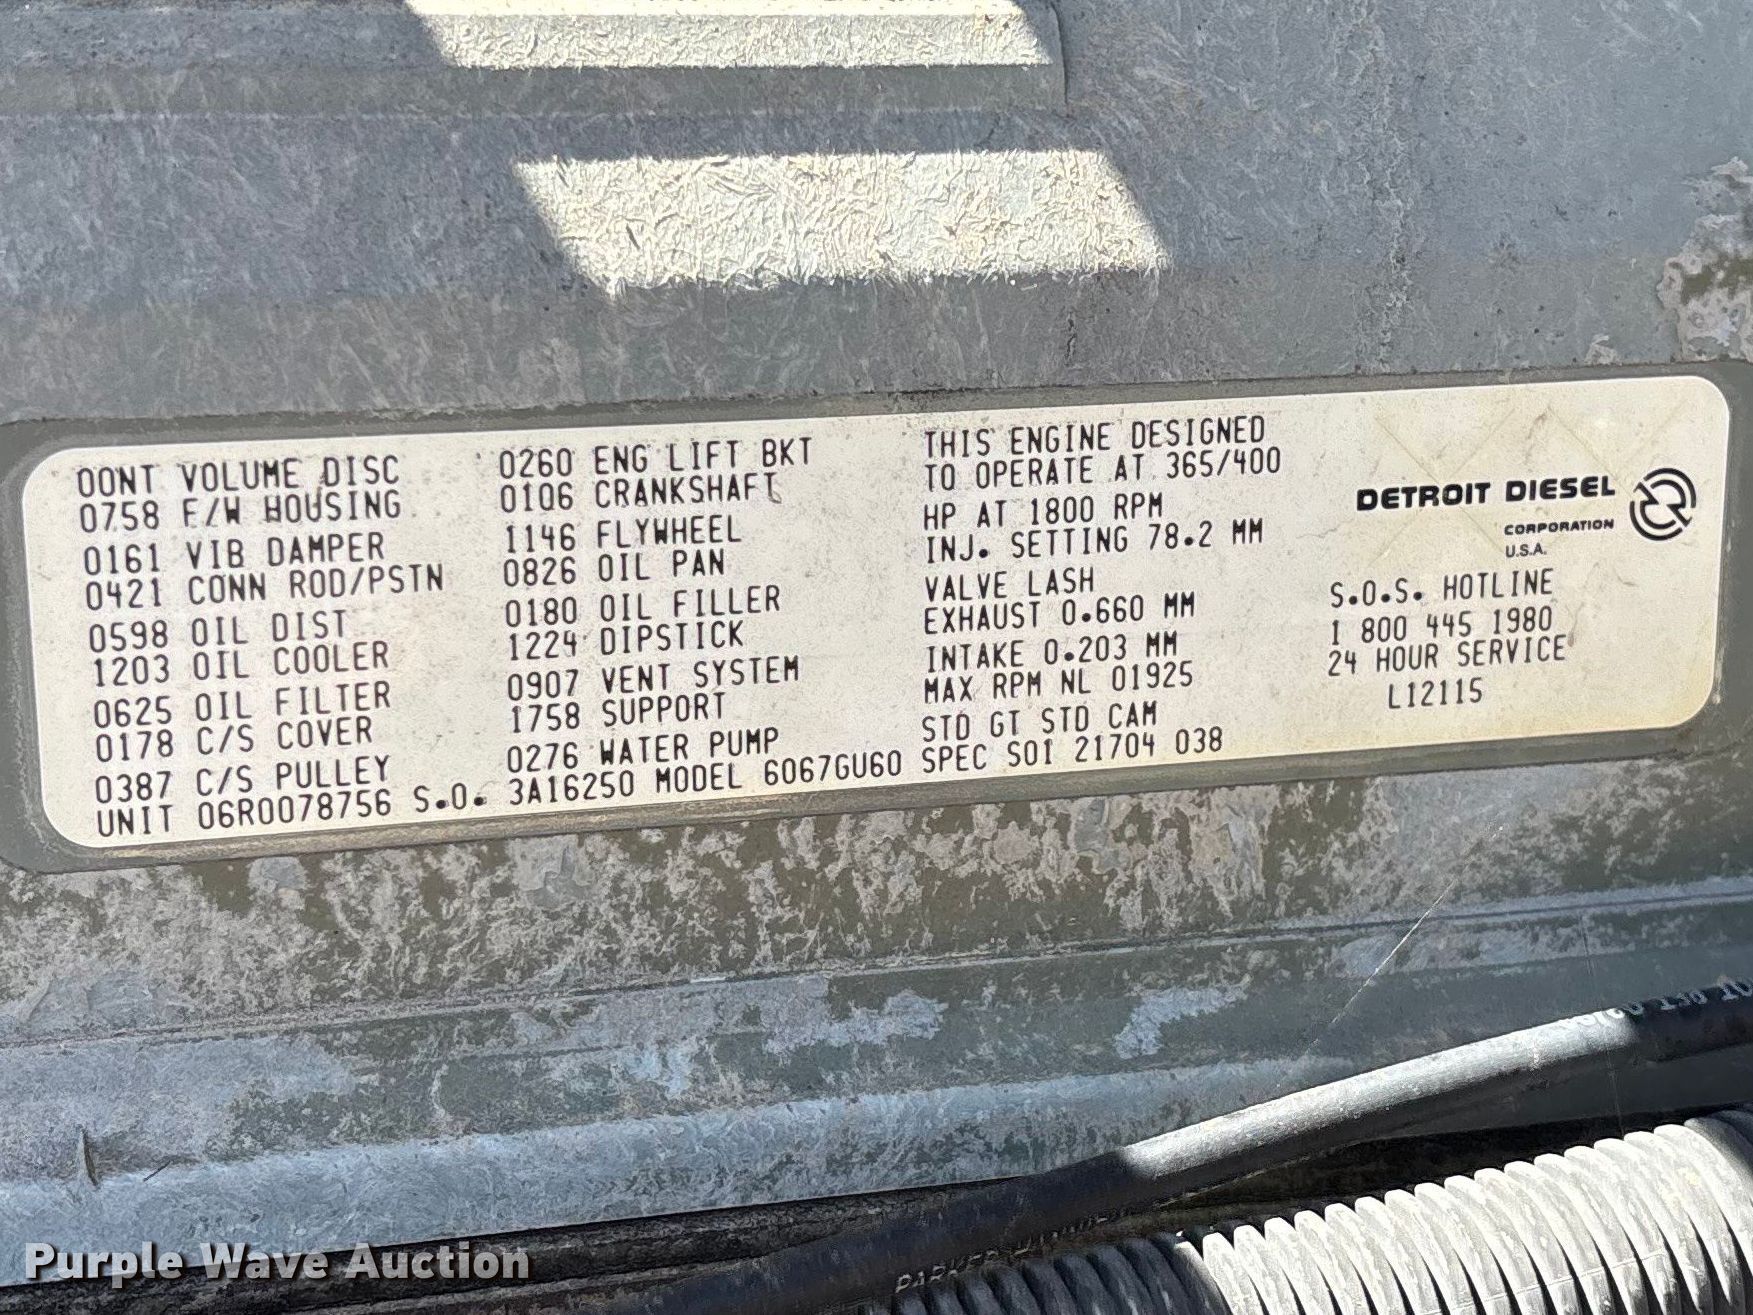 OONT VOLUME DISC
0758 F/W HOUSING
0161 VIB DAMPER
0421 CONN ROD/PSTN
0598 OIL DIST
1203 OIL COOLER
0625 OIL FILTER
0178 C/S COVER
0387 C/S PULLEY
0260 ENG LIFT BKT
0106 CRANKSHAFT
1146 FLYWHEEL
0826 OIL PAN
0180 OIL FILLER
1224 DIPSTICK
0907 VENT SYSTEM
1758 SUPPORT
0276 WATER PUMP
THIS ENGINE DESIGNED
TO OPERATE AT 365/400
HP AT 1800 RPM
INJ. SETTING 78.2 MM
VALVE LASH
EXHAUST 0.660 MM
INTAKE 0.203 MM
MAX RPM NL 01925
STD GT STD CAM
UNIT 06R0078756 S.O. 3A16250 MODEL 6067GU60 SPEC S01 21704 038
DETROIT DIESEL
CORPORATION
U.S.A.
S.O.S. HOTLINE
1 800 445 1980
24 HOUR SERVICE
L12115
Purple Wave Auction